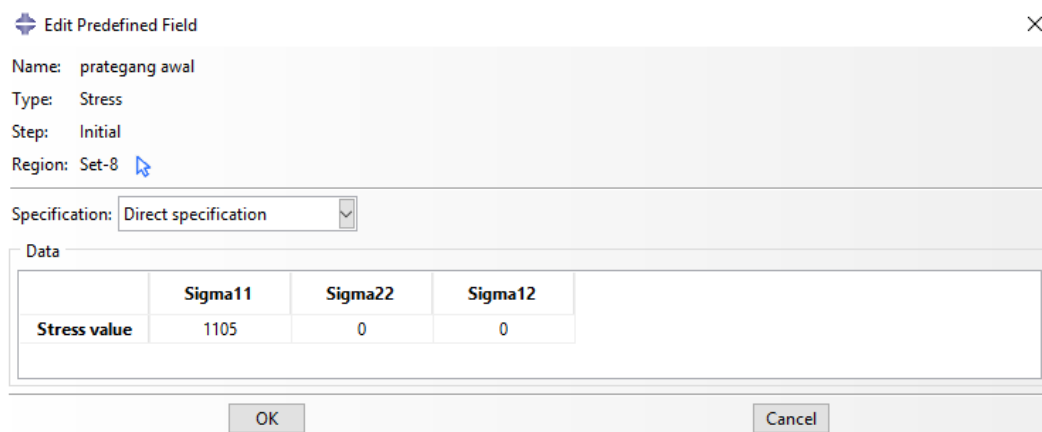 Edit Predefined Field
Name: prategang awal
Type: Stress
Step: Initial
Region: Set-8
Specification: Direct specification
Data
Sigma11 Sigma22 Sigma12
Stress value 1105 0 0
OK Cancel